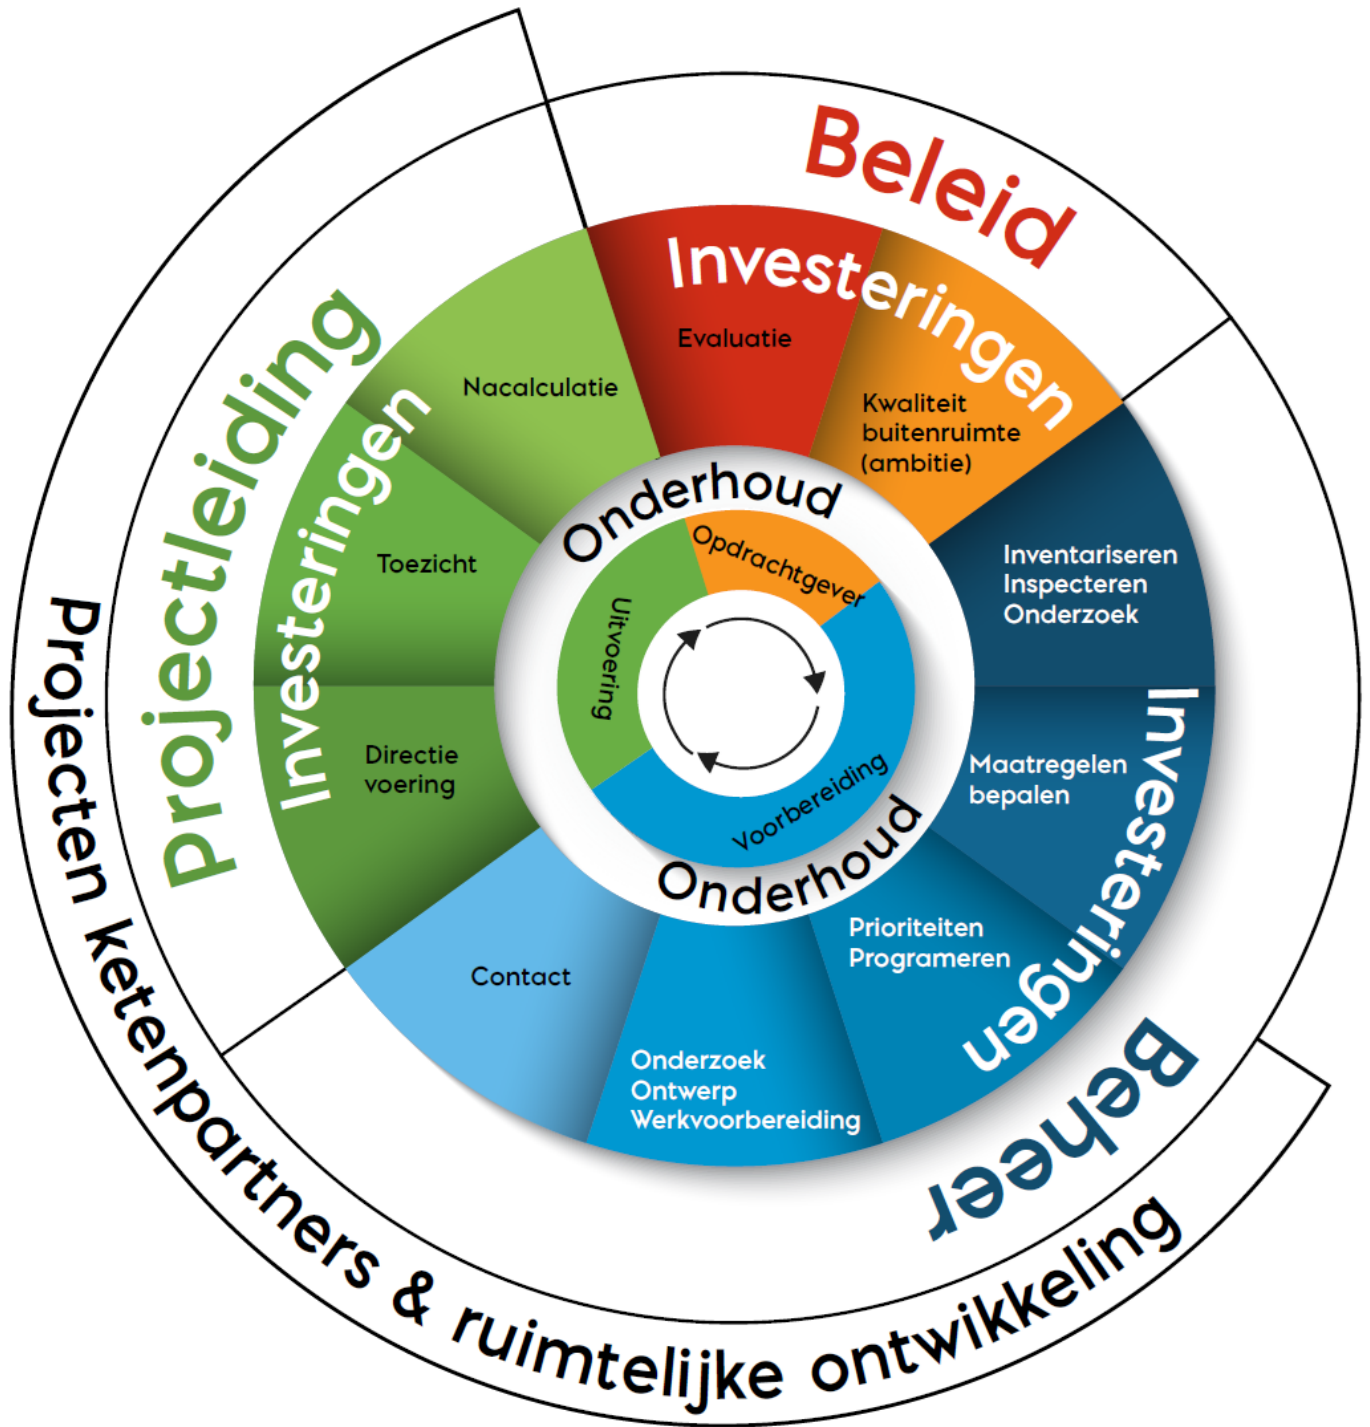 Beleid
Investeringen
Evaluatie
Kwaliteit
buitenruimte
(ambitie)
Inventariseren
Inspecteren
Onderzoek
Investeringen
Maatregelen
bepalen
Prioriteiten
Programeren
Beheer
Onderzoek
Ontwerp
Werkvoorbereiding
Contact
Projectleiding
Investeringen
Directie
voering
Toezicht
Nacalculatie
Onderhoud
Opdrachtgever
Voorbereiding
Uitvoering
Onderhoud
Projecten ketenpartners & ruimtelijke ontwikkeling